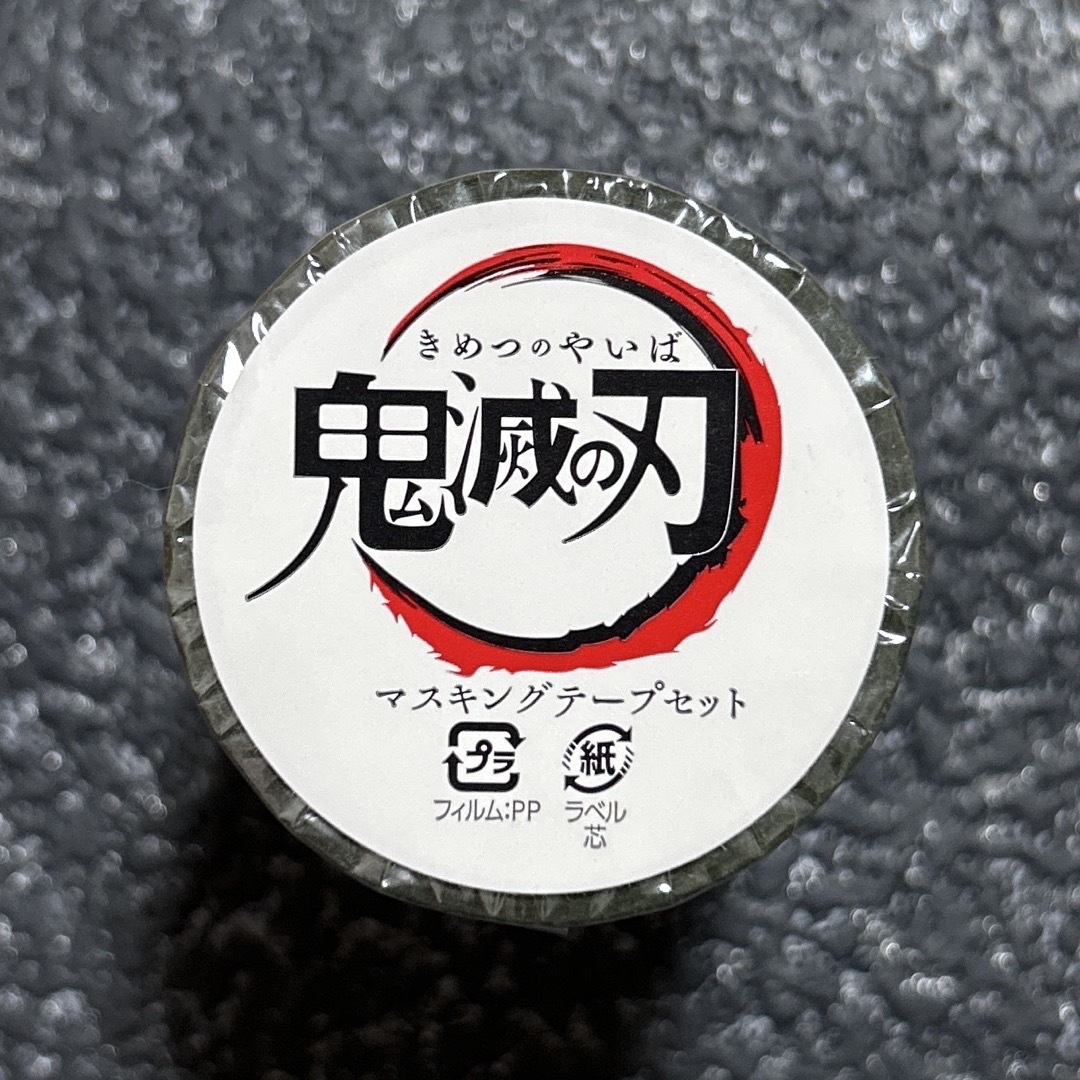 きめつのやいば
鬼滅の刃
マスキングテープセット
プラ 紙
フィルム:PP ラベル
芯